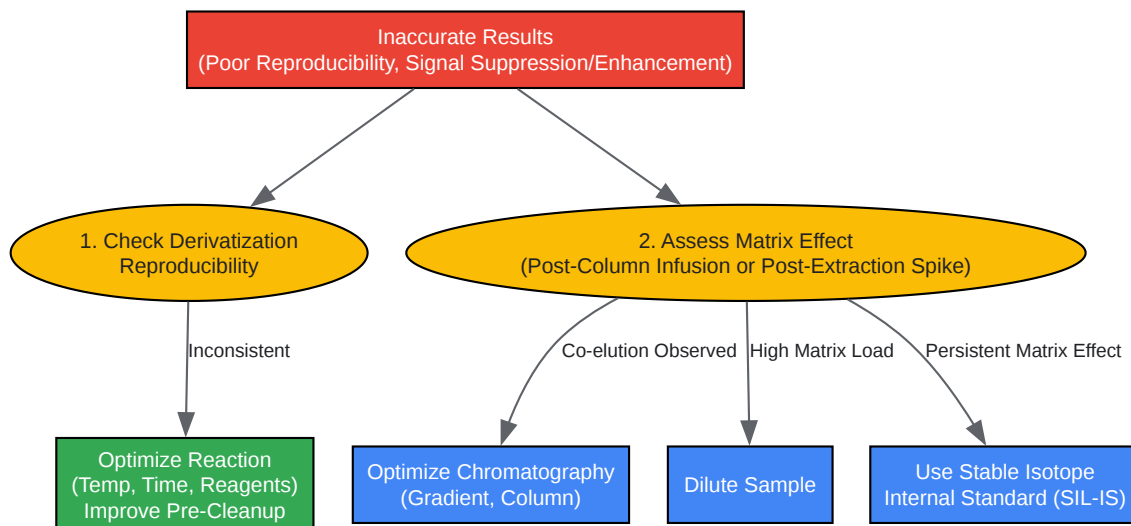 Inaccurate Results
(Poor Reproducibility, Signal Suppression/Enhancement)
1. Check Derivatization
Reproducibility
2. Assess Matrix Effect
(Post-Column Infusion or Post-Extraction Spike)
Inconsistent
Co-elution Observed
High Matrix Load
Persistent Matrix Effect
Optimize Reaction
(Temp, Time, Reagents)
Improve Pre-Cleanup
Optimize Chromatography
(Gradient, Column)
Dilute Sample
Use Stable Isotope
Internal Standard (SIL-IS)